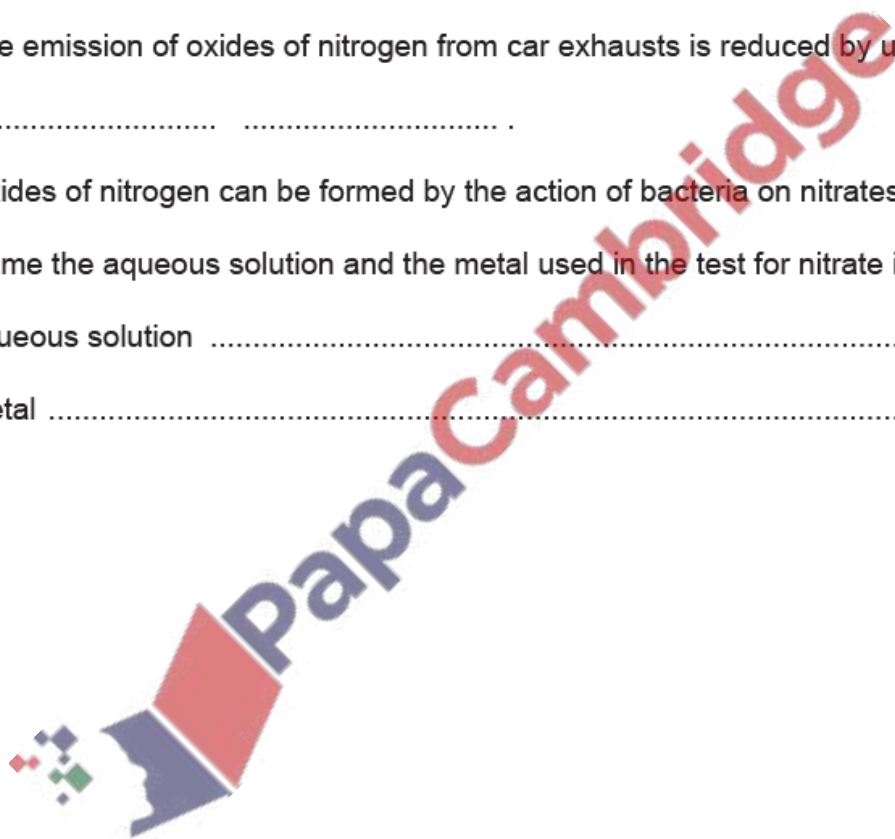 e emission of oxides of nitrogen from car exhausts is reduced by u
............................ ............................... .
ides of nitrogen can be formed by the action of bacteria on nitrates
me the aqueous solution and the metal used in the test for nitrate i
ueous solution ....................................................................................
etal ........................................................................................................
PapaCambridge